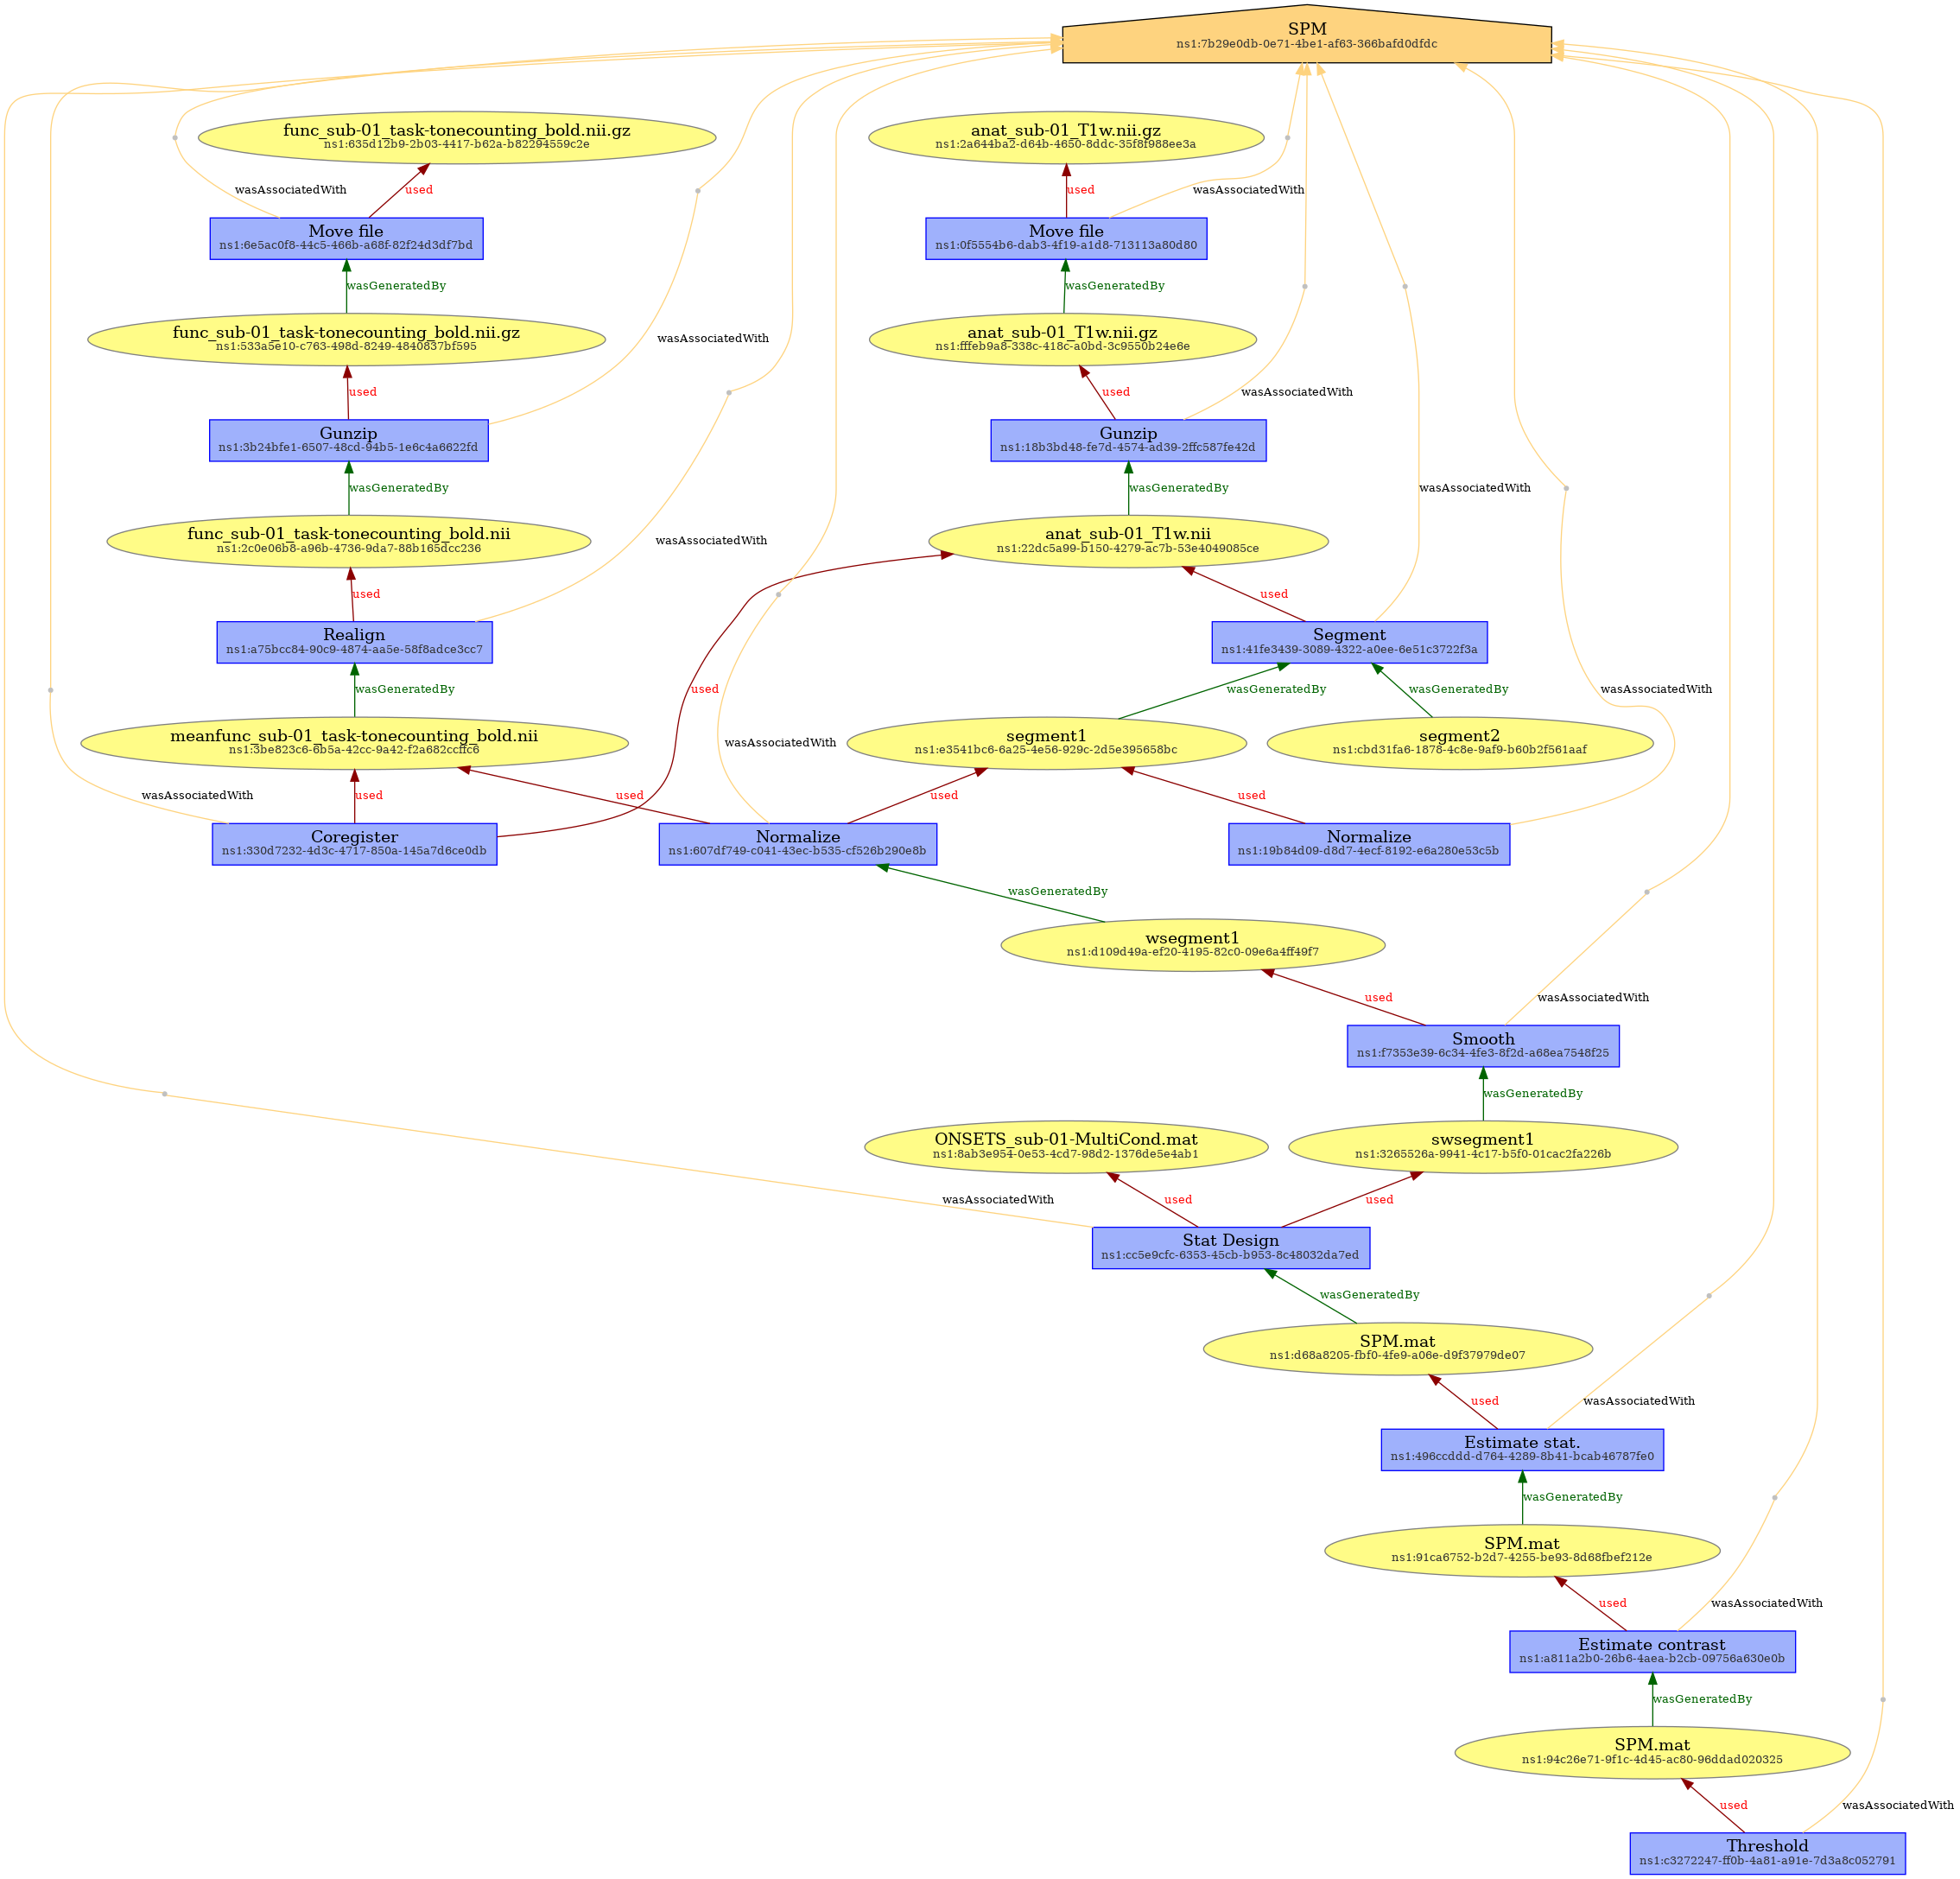 SPM
ns1:7b29e0db-0e71-4be1-af63-366bafd0dfdc
func_sub-01_task-tonecounting_bold.nii.gz
ns1:635d12b9-2b03-4417-b62a-b82294559c2e
anat_sub-01_T1w.nii.gz
ns1:2a644ba2-d64b-4650-8ddc-35f8f988ee3a
wasAssociatedWith
used
used
wasAssociatedWith
Move file
ns1:6e5ac0f8-44c5-466b-a68f-82f24d3df7bd
Move file
ns1:0f5554b6-dab3-4f19-a1d8-713113a80d80
wasGeneratedBy
wasGeneratedBy
func_sub-01_task-tonecounting_bold.nii.gz
ns1:533a5e10-c763-498d-8249-4840837bf595
wasAssociatedWith
anat_sub-01_T1w.nii.gz
ns1:fffeb9a8-338c-418c-a0bd-3c9550b24e6e
used
used
wasAssociatedWith
Gunzip
ns1:3b24bfe1-6507-48cd-94b5-1e6c4a6622fd
Gunzip
ns1:18b3bd48-fe7d-4574-ad39-2ffc587fe42d
wasGeneratedBy
wasGeneratedBy
wasAssociatedWith
func_sub-01_task-tonecounting_bold.nii
ns1:2c0e06b8-a96b-4736-9da7-88b165dcc236
wasAssociatedWith
anat_sub-01_T1w.nii
ns1:22dc5a99-b150-4279-ac7b-53e4049085ce
used
used
Realign
ns1:a75bcc84-90c9-4874-aa5e-58f8adce3cc7
Segment
ns1:41fe3439-3089-4322-a0ee-6e51c3722f3a
wasGeneratedBy
used
wasGeneratedBy
wasGeneratedBy
wasAssociatedWith
meanfunc_sub-01_task-tonecounting_bold.nii
ns1:3be823c6-6b5a-42cc-9a42-f2a682ccffc6
wasAssociatedWith
segment1
ns1:e3541bc6-6a25-4e56-929c-2d5e395658bc
segment2
ns1:cbd31fa6-1878-4c8e-9af9-b60b2f561aaf
wasAssociatedWith
used
used
used
used
Coregister
ns1:330d7232-4d3c-4717-850a-145a7d6ce0db
Normalize
ns1:607df749-c041-43ec-b535-cf526b290e8b
Normalize
ns1:19b84d09-d8d7-4ecf-8192-e6a280e53c5b
wasGeneratedBy
wsegment1
ns1:d109d49a-ef20-4195-82c0-09e6a4ff49f7
used
wasAssociatedWith
Smooth
ns1:f7353e39-6c34-4fe3-8f2d-a68ea7548f25
wasGeneratedBy
ONSETS_sub-01-MultiCond.mat
ns1:8ab3e954-0e53-4cd7-98d2-1376de5e4ab1
swsegment1
ns1:3265526a-9941-4c17-b5f0-01cac2fa226b
wasAssociatedWith
used
used
Stat Design
ns1:cc5e9cfc-6353-45cb-b953-8c48032da7ed
wasGeneratedBy
SPM.mat
ns1:d68a8205-fbf0-4fe9-a06e-d9f37979de07
used
wasAssociatedWith
Estimate stat.
ns1:496ccddd-d764-4289-8b41-bcab46787fe0
wasGeneratedBy
SPM.mat
ns1:91ca6752-b2d7-4255-be93-8d68fbef212e
used
wasAssociatedWith
Estimate contrast
ns1:a811a2b0-26b6-4aea-b2cb-09756a630e0b
wasGeneratedBy
SPM.mat
ns1:94c26e71-9f1c-4d45-ac80-96ddad020325
used
wasAssociatedWith
Threshold
ns1:c3272247-ff0b-4a81-a91e-7d3a8c052791